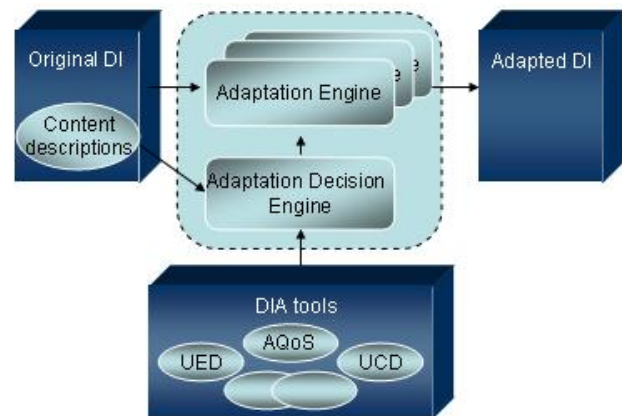 Original DI
Content
descriptions
Adaptation Engine
Adaptation Decision
Engine
Adapted DI
DIA tools
AQoS
UED
UCD